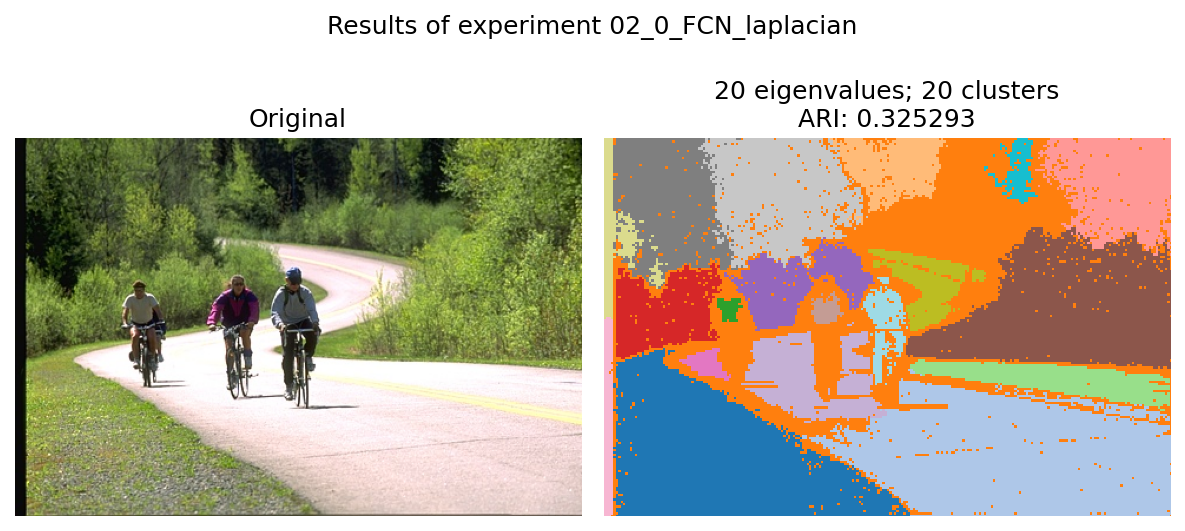 Results of experiment 02_0_FCN_laplacian
Original
20 eigenvalues; 20 clusters
ARI: 0.325293